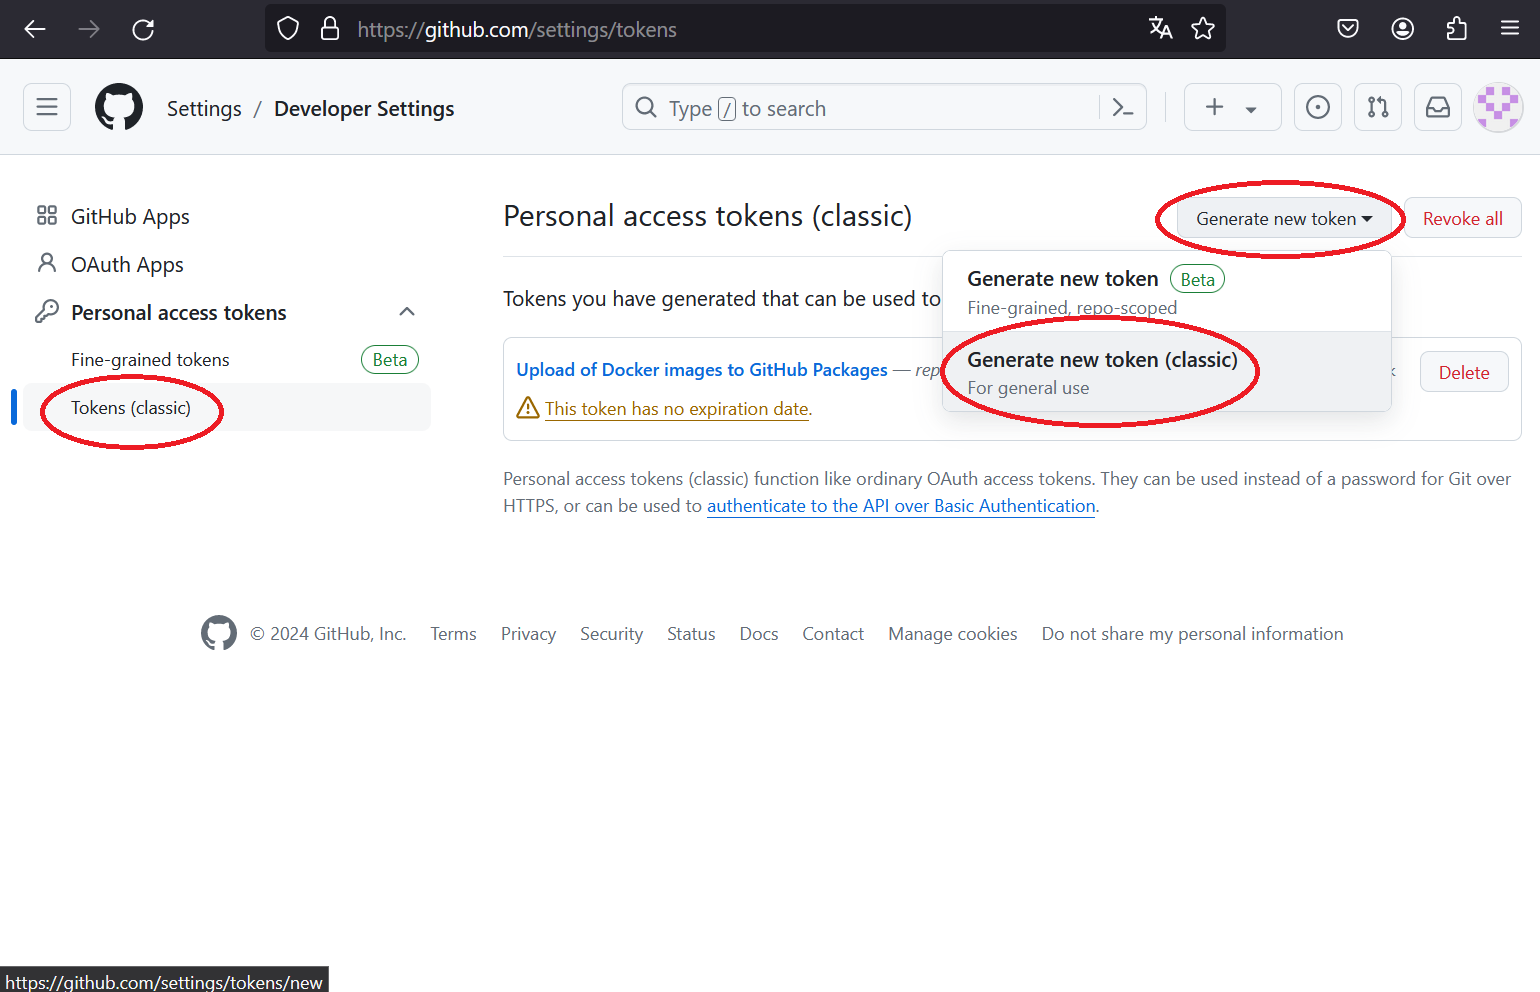 https://github.com/settings/tokens
Settings / Developer Settings
Type / to search
GitHub Apps
OAuth Apps
Personal access tokens
Fine-grained tokens Beta
Tokens (classic)
Personal access tokens (classic)
Generate new token
Revoke all
Generate new token Beta
Fine-grained, repo-scoped
Generate new token (classic)
For general use
Tokens you have generated that can be used to
Upload of Docker images to GitHub Packages — rep
Delete
This token has no expiration date.
Personal access tokens (classic) function like ordinary OAuth access tokens. They can be used instead of a password for Git over
HTTPS, or can be used to authenticate to the API over Basic Authentication.
© 2024 GitHub, Inc. Terms Privacy Security Status Docs Contact Manage cookies Do not share my personal information
https://github.com/settings/tokens/new